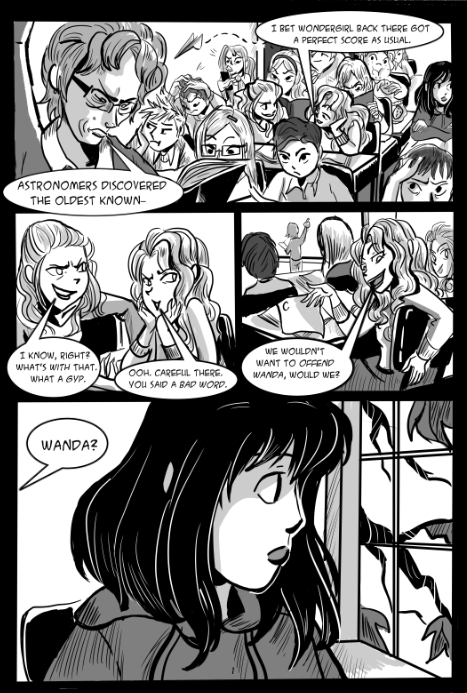 I BET WONDERGIRL BACK THERE GOT
A PERFECT SCORE AS USUAL.
ASTRONOMERS DISCOVERED
THE OLDEST KNOWN-
I KNOW, RIGHT?
WHAT'S WITH THAT.
WHAT A GYP.
OOH. CAREFUL THERE.
YOU SAID A BAD WORD.
C
WE WOULDN'T
WANT TO OFFEND
WANDA, WOULD WE?
WANDA?